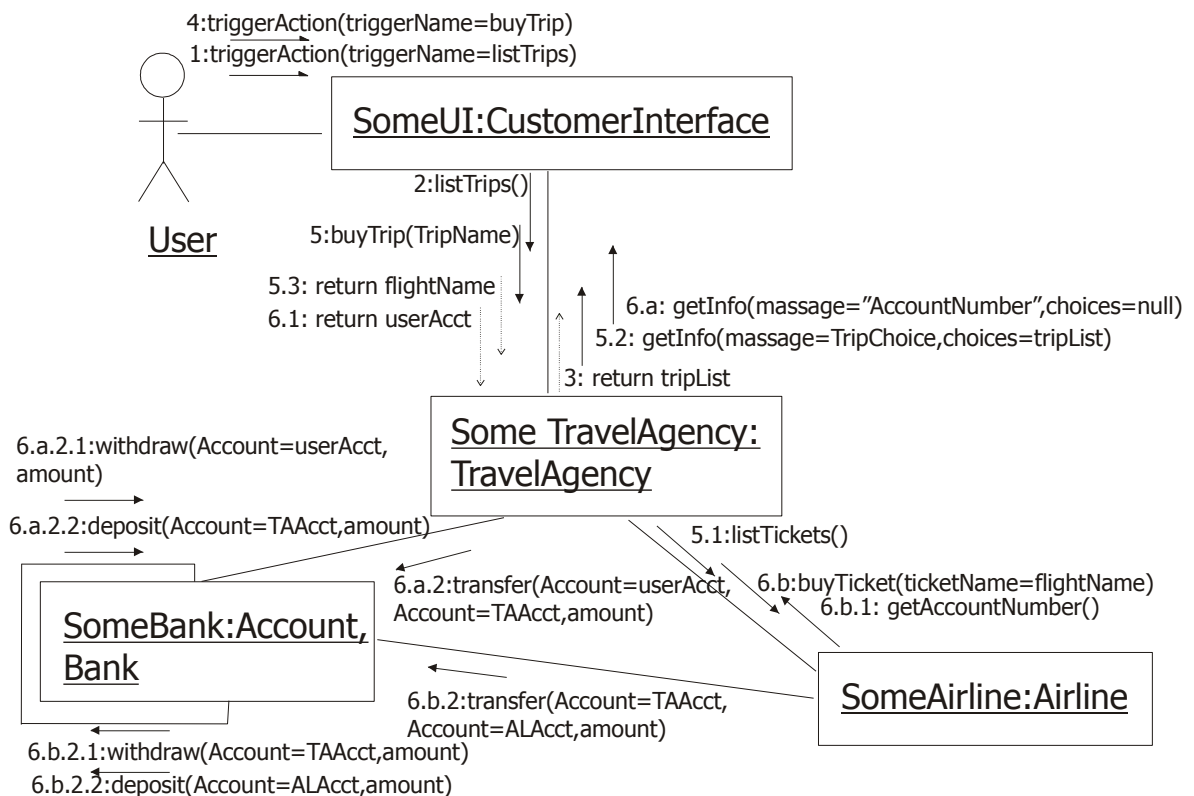 4:triggerAction(triggerName=buyTrip)
1:triggerAction(triggerName=listTrips)
SomeUI:CustomerInterface
User
2:listTrips()
5:buyTrip(TripName)
5.3: return flightName
6.1: return userAcct
6.a: getInfo(massage=”AccountNumber”,choices=null)
5.2: getInfo(massage=TripChoice,choices=tripList)
3: return tripList
Some TravelAgency:
TravelAgency
6.a.2.1:withdraw(Account=userAcct,
amount)
6.a.2.2:deposit(Account=TAAcct,amount)
5.1:listTickets()
6.a.2:transfer(Account=userAcct,
Account=TAAcct,amount)
6.b:buyTicket(ticketName=flightName)
6.b.1: getAccountNumber()
SomeBank:Account,
Bank
SomeAirline:Airline
6.b.2:transfer(Account=TAAcct,
Account=ALAcct,amount)
6.b.2.1:withdraw(Account=TAAcct,amount)
6.b.2.2:deposit(Account=ALAcct,amount)